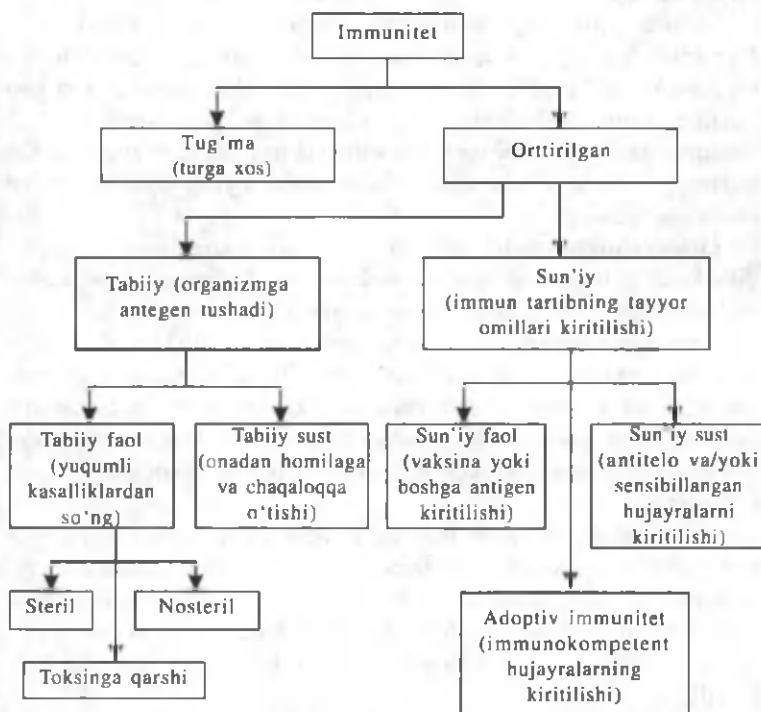 Immunitet
Tug'ma
(turga xos)
Orttirilgan
Tabiiy (organizmga
antegen tushadi)
Sun'iy
(immun tartibning tayyor
omillari kiritilishi)
Tabiiy faol
(yuqumli
kasalliklardan
so'ng)
Tabiiy sust
(onadan homilaga
va chaqaloqqa
o'tishi)
Sun'iy faol
(vaksina yoki
boshga antigen
kiritilishi)
Sun'iy sust
(antitelo va/yoki
sensibillangan
hujayralarni
kiritilishi)
Steril
Nosteril
Toksinga qarshi
Adoptiv immunitet
(immunokompetent
hujayralarning
kiritilishi)